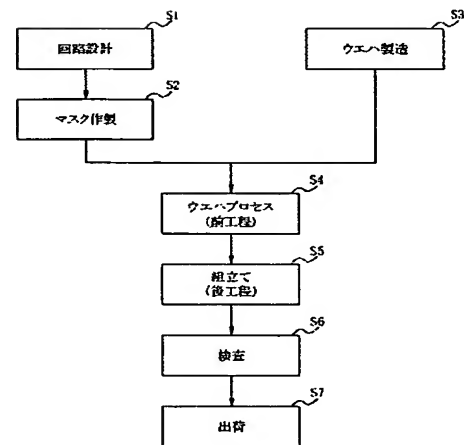 S1
回路設計
S2
マスク作製
S3
ウエハ製造
S4
ウエハプロセス
(前工程)
S5
組立て
(後工程)
S6
検査
S7
出荷